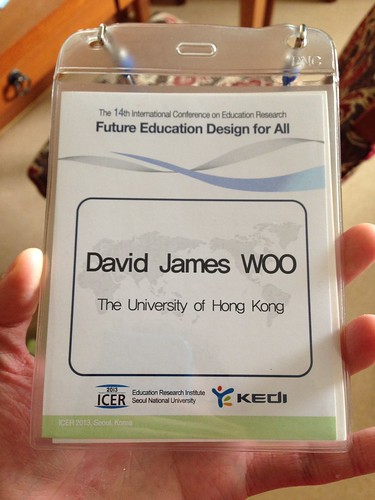 The 14th International Conference on Education Research
Future Education Design for All
David James WOO
The University of Hong Kong
2013
ICER
Education Research Institute
Seoul National University
KEDI
ICER 2013, Seoul, Korea